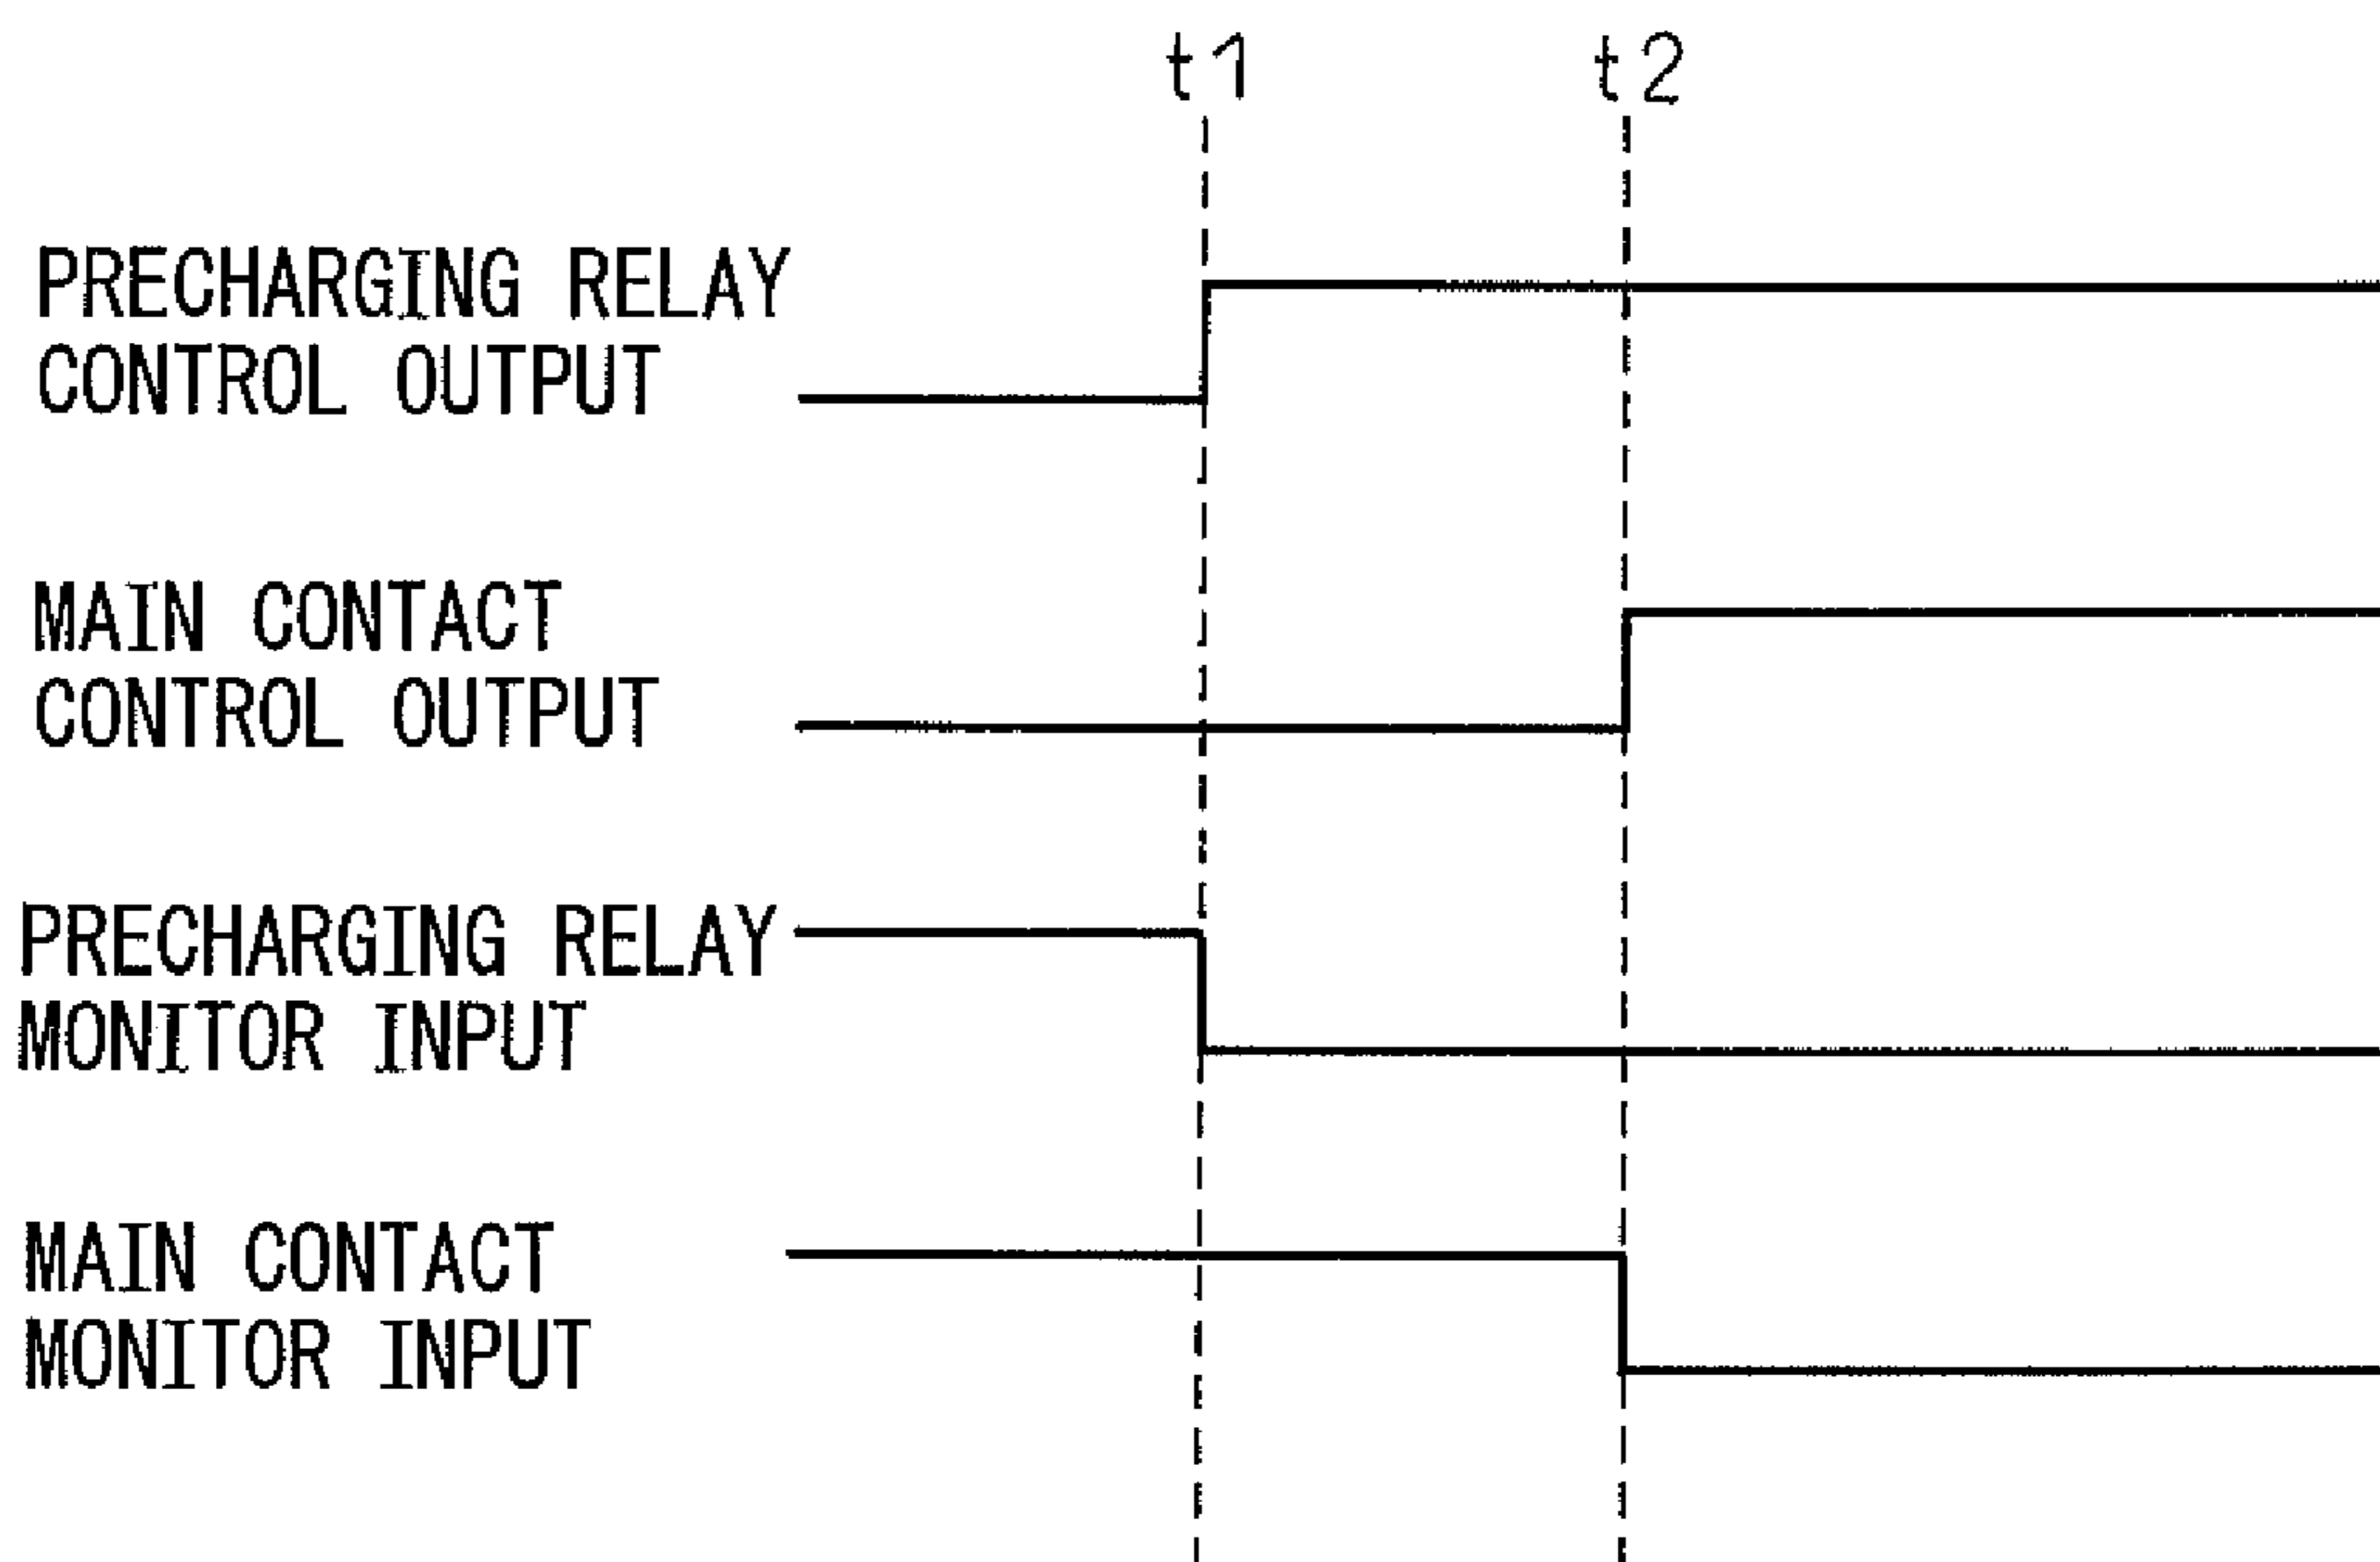 t1 t2
PRECHARGING RELAY
CONTROL OUTPUT
MAIN CONTACT
CONTROL OUTPUT
PRECHARGING RELAY
MONITOR INPUT
MAIN CONTACT
MONITOR INPUT